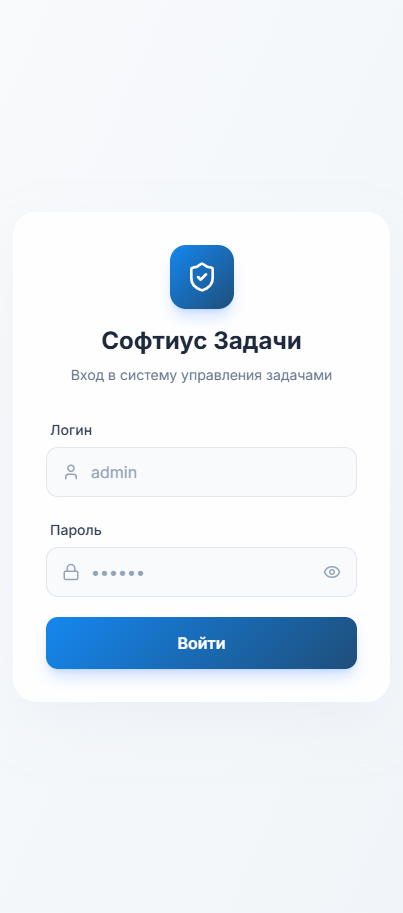 Софтиус Задачи
Вход в систему управления задачами
Логин
admin
Пароль
••••••
Войти